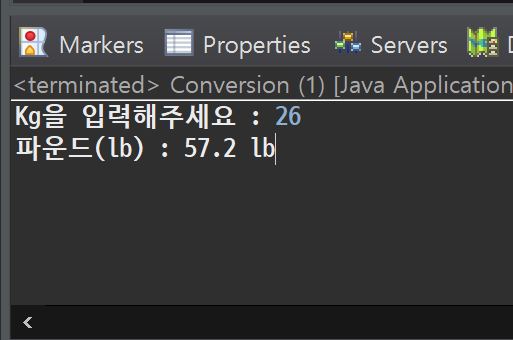 Markers Properties Servers
<terminated> Conversion (1) [Java Application
Kg을 입력해주세요 : 26
파운드(lb) : 57.2 lb